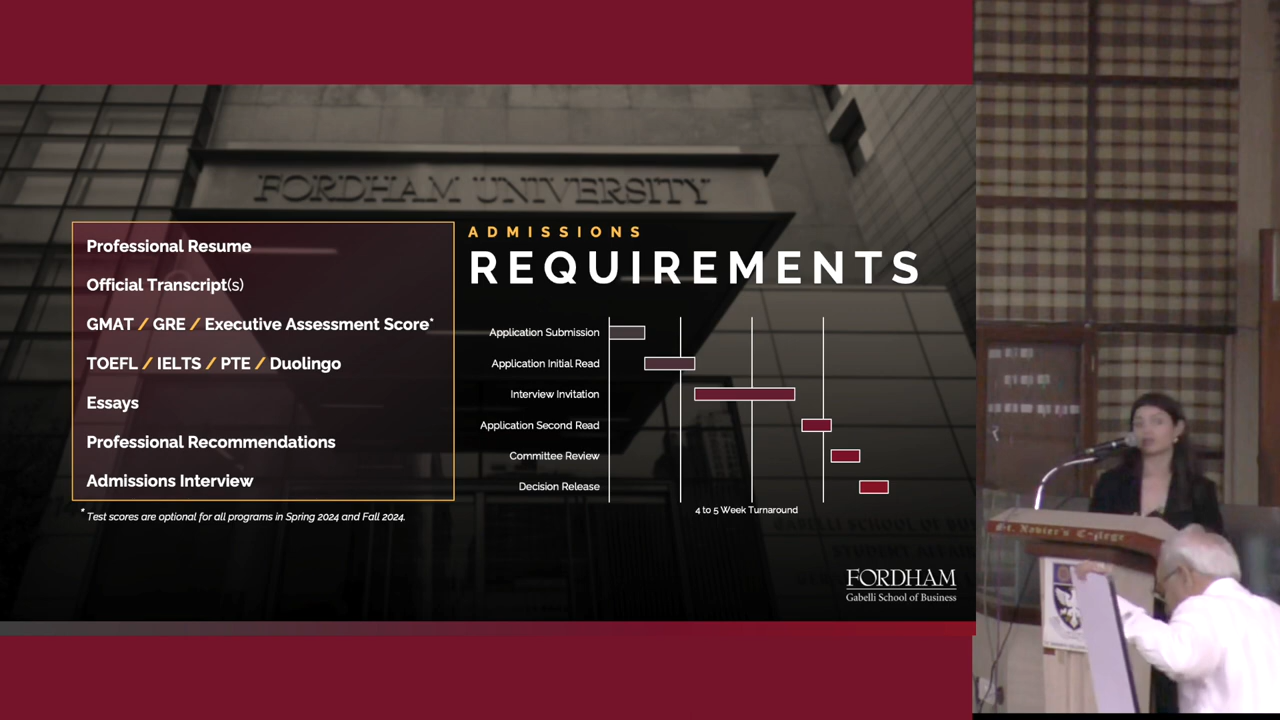 FORDHAM UNIVERSITY
Professional Resume
Official Transcript(s)
GMAT / GRE / Executive Assessment Score*
TOEFL / IELTS / PTE / Duolingo
Essays
Professional Recommendations
Admissions Interview
* Test scores are optional for all programs in Spring 2024 and Fall 2024.
ADMISSIONS
REQUIREMENTS
Application Submission
Application Initial Read
Interview Invitation
Application Second Read
Committee Review
Decision Release
4 to 5 Week Turnaround
FORDHAM
Gabelli School of Business
St. Xavier's College